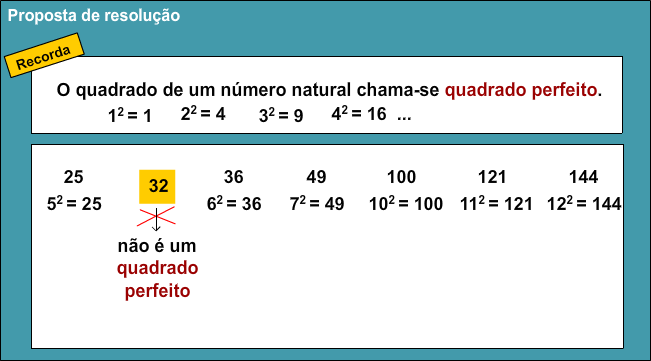 Proposta de resolução
Recorda
O quadrado de um número natural chama-se quadrado perfeito.
1² = 1 2² = 4 3² = 9 4² = 16 ...
25 32 36 49 100 121 144
5² = 25 6² = 36 7² = 49 10² = 100 11² = 121 12² = 144
não é um
quadrado
perfeito